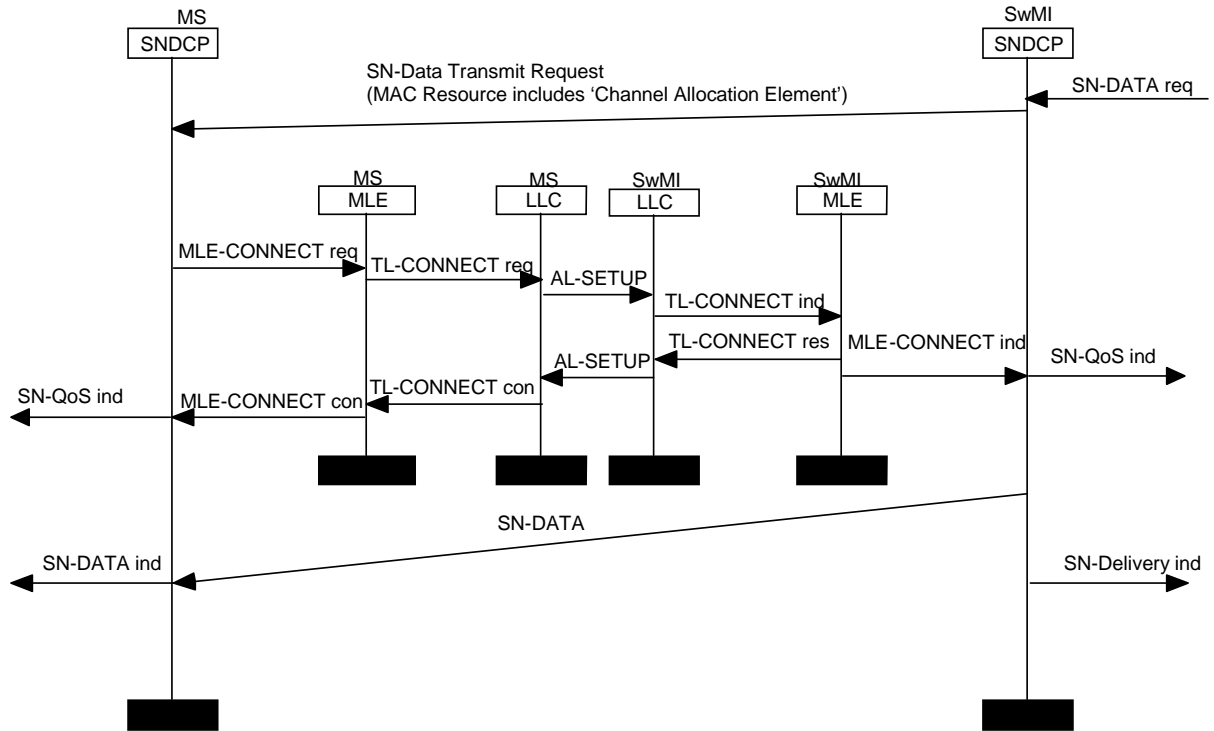 MS
SwMI
SNDCP
SNDCP
SN-Data Transmit Request
(MAC Resource includes ‘Channel Allocation Element’)
SN-DATA req
MS
MS
SwMI
SwMI
MLE
LLC
LLC
MLE
MLE-CONNECT req
TL-CONNECT req
AL-SETUP
TL-CONNECT ind
TL-CONNECT res
MLE-CONNECT ind
SN-QoS ind
AL-SETUP
TL-CONNECT con
SN-QoS ind
MLE-CONNECT con
SN-DATA
SN-DATA ind
SN-Delivery ind